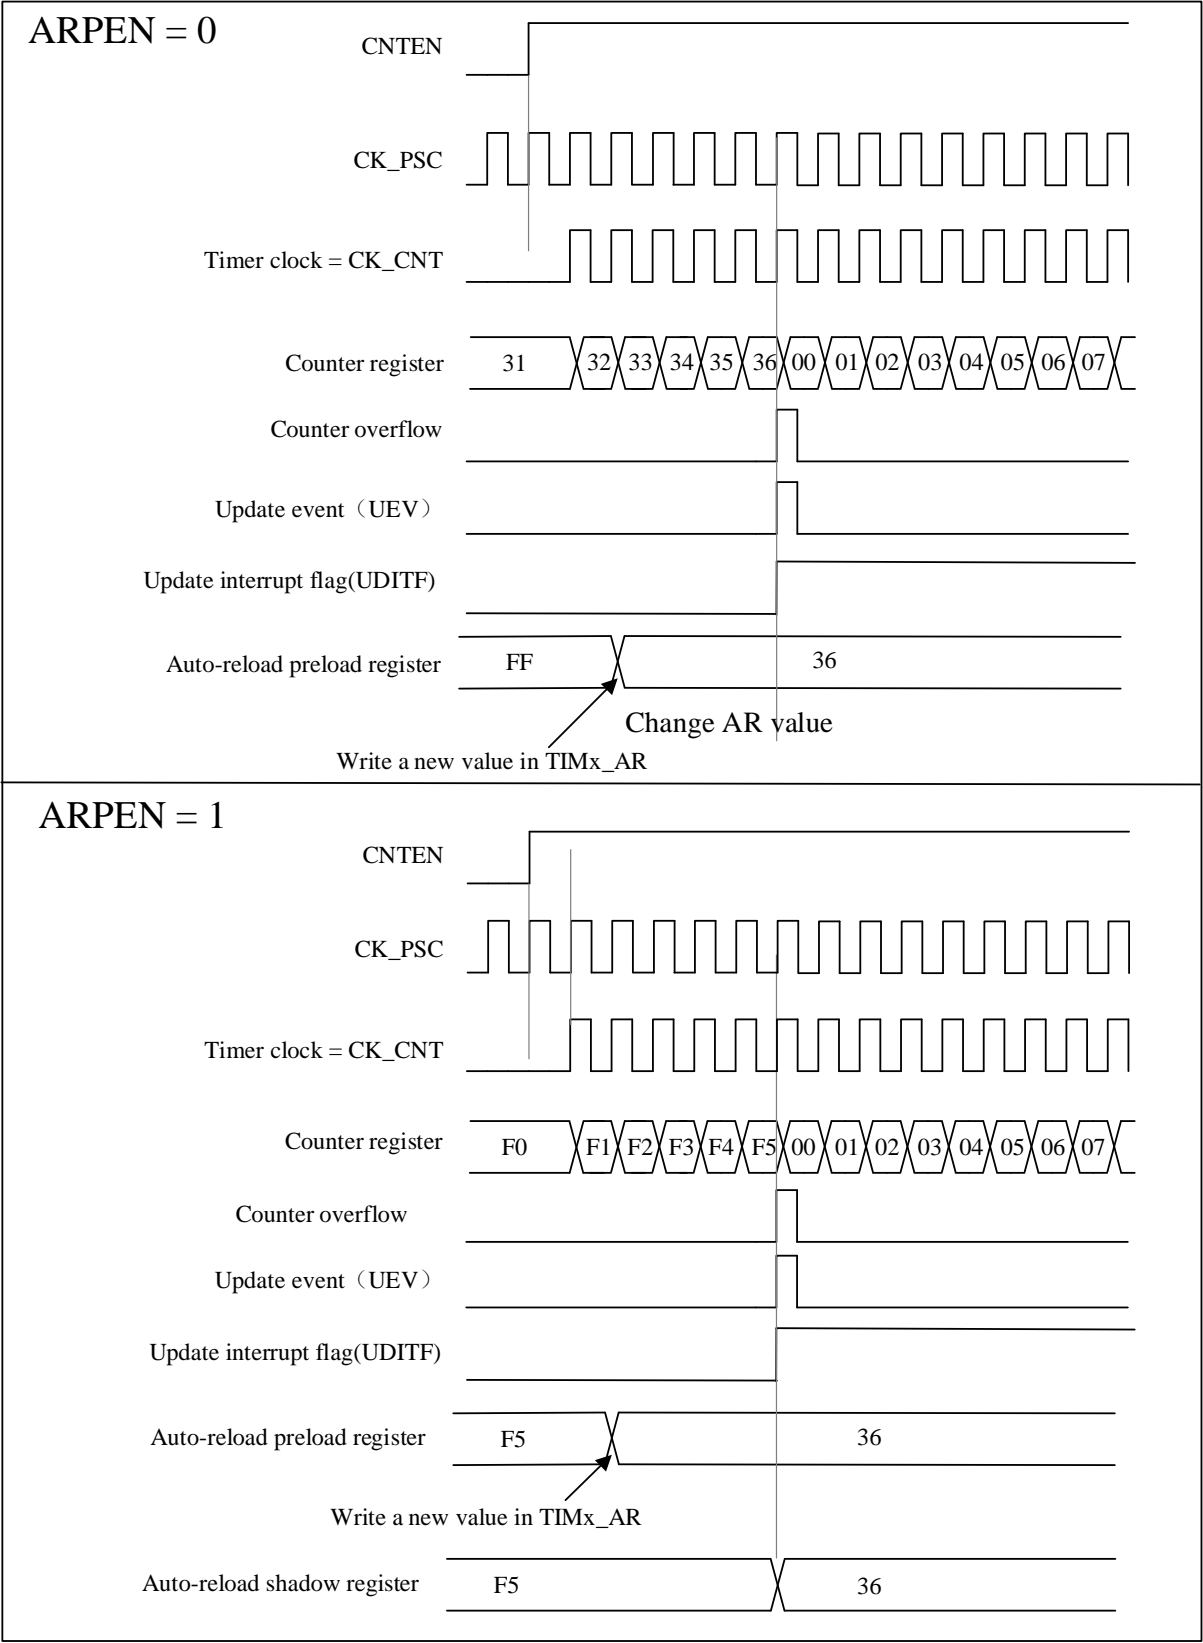 ARPEN = 0
CNTEN
CK_PSC
Timer clock = CK_CNT
Counter register 31 32 33 34 35 36 00 01 02 03 04 05 06 07
Counter overflow
Update event（UEV）
Update interrupt flag(UDITF)
Auto-reload preload register FF 36
Change AR value
Write a new value in TIMx_AR
ARPEN = 1
CNTEN
CK_PSC
Timer clock = CK_CNT
Counter register F0 F1 F2 F3 F4 F5 00 01 02 03 04 05 06 07
Counter overflow
Update event（UEV）
Update interrupt flag(UDITF)
Auto-reload preload register F5 36
Write a new value in TIMx_AR
Auto-reload shadow register F5 36